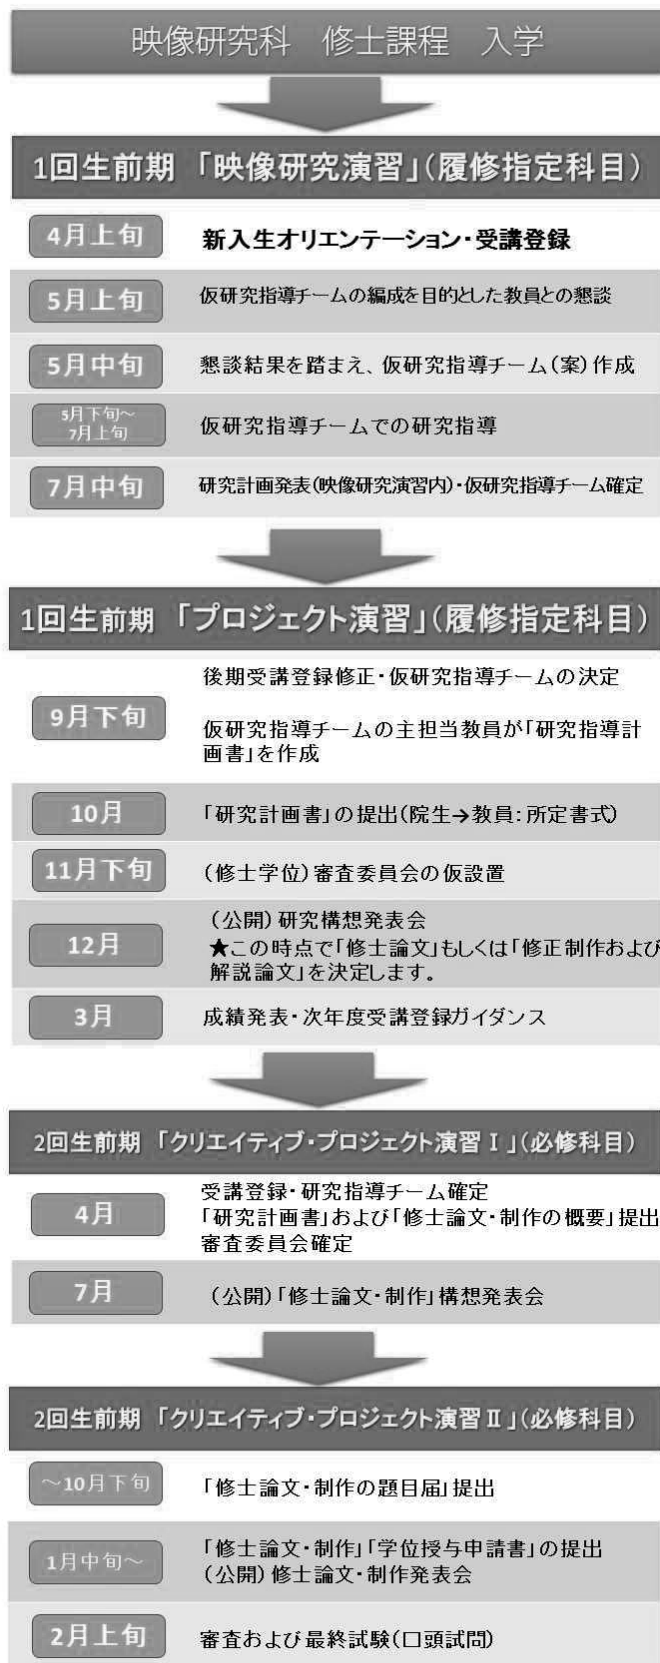 映像研究科　修士課程　入学
1回生前期 「映像研究演習」(履修指定科目)
4月上旬
新入生オリエンテーション・受講登録
5月上旬
仮研究指導チームの編成を目的とした教員との懇談
5月中旬
懇談結果を踏まえ、仮研究指導チーム(案)作成
5月下旬～
7月上旬
仮研究指導チームでの研究指導
7月中旬
研究計画発表(映像研究演習内)・仮研究指導チーム確定
1回生前期 「プロジェクト演習」(履修指定科目)
9月下旬
後期受講登録修正・仮研究指導チームの決定
仮研究指導チームの主担当教員が「研究指導計
画書」を作成
10月
「研究計画書」の提出(院生→教員:所定書式)
11月下旬
(修士学位)審査委員会の仮設置
12月
(公開)研究構想発表会
★この時点で「修士論文」もしくは「修正制作および
解説論文」を決定します。
3月
成績発表・次年度受講登録ガイダンス
2回生前期 「クリエイティブ・プロジェクト演習Ⅰ」(必修科目)
4月
受講登録・研究指導チーム確定
「研究計画書」および「修士論文・制作の概要」提出
審査委員会確定
7月
(公開)「修士論文・制作」構想発表会
2回生前期 「クリエイティブ・プロジェクト演習Ⅱ」(必修科目)
～10月下旬
「修士論文・制作の題目届」提出
1月中旬～
「修士論文・制作」「学位授与申請書」の提出
(公開)修士論文・制作発表会
2月上旬
審査および最終試験(口頭試問)